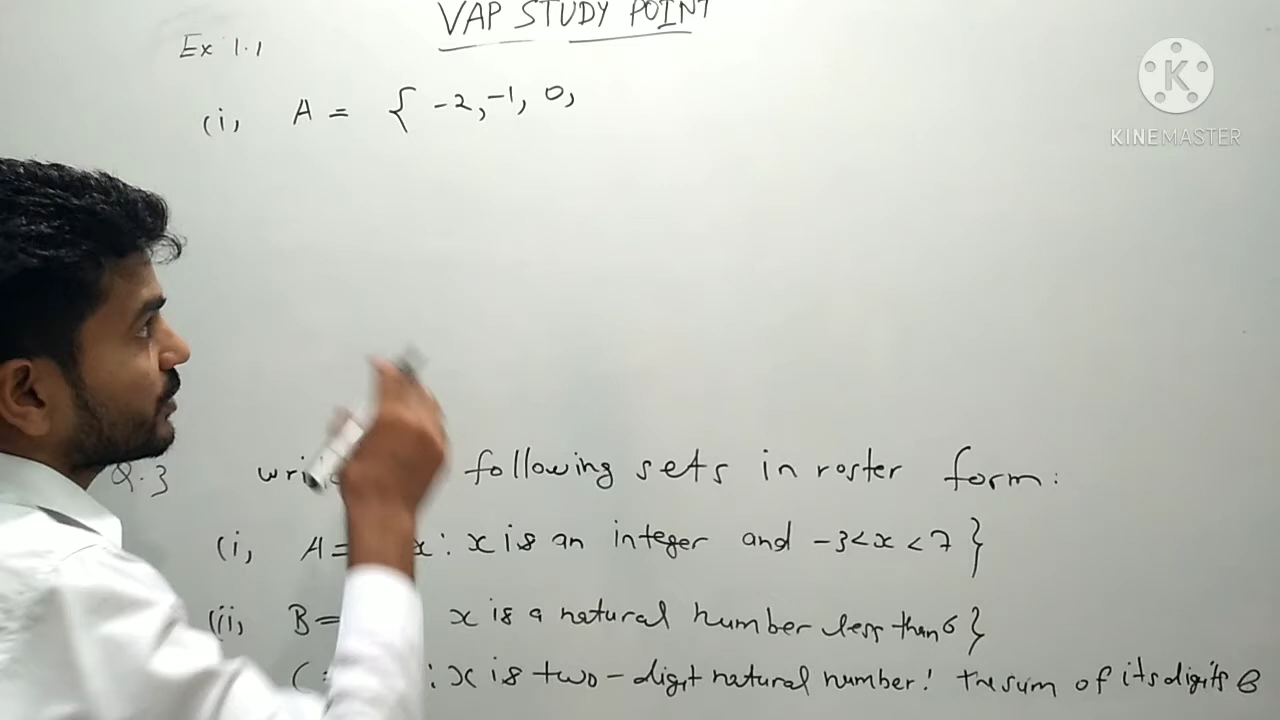 VAP STUDY POINT
Ex 1.1
(i, A = { -2, -1, 0,
K
KINEMASTER
Q.3 following sets in roster form:
(i, A= x: x is an integer and -3<x<7}
(ii, B= x is a natural number less than 6}
: x is two-digit natural number: the sum of its digits 8